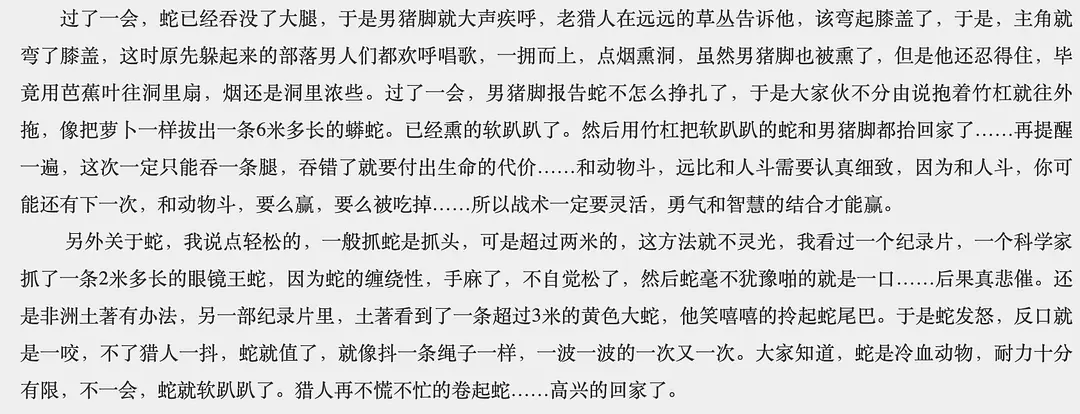 过了一会，蛇已经吞没了大腿，于是男猪脚就大声疾呼，老猎人在远远的草丛告诉他，该弯起膝盖了，于是，主角就
弯了膝盖，这时原先躲起来的部落男人们都欢呼唱歌，一拥而上，点烟熏洞，虽然男猪脚也被熏了，但是他还忍得住，毕
竟用芭蕉叶往洞里扇，烟还是洞里浓些。过了一会，男猪脚报告蛇不怎么挣扎了，于是大家伙不分由说抱着竹杠就往外
拖，像把萝卜一样拔出一条6米多长的蟒蛇。已经熏的软趴趴了。然后用竹杠把软趴趴的蛇和男猪脚都抬回家了……再提醒
一遍，这次一定只能吞一条腿，吞错了就要付出生命的代价……和动物斗，远比和人斗需要认真细致，因为和人斗，你可
能还有下一次，和动物斗，要么赢，要么被吃掉……所以战术一定要灵活，勇气和智慧的结合才能赢。
另外关于蛇，我说点轻松的，一般抓蛇是抓头，可是超过两米的，这方法就不灵光，我看过一个纪录片，一个科学家
抓了一条2米多长的眼镜王蛇，因为蛇的缠绕性，手麻了，不自觉松了，然后蛇毫不犹豫啪的就是一口……后果真悲催。还
是非洲土著有办法，另一部纪录片里，土著看到了一条超过3米的黄色大蛇，他笑嘻嘻的拎起蛇尾巴。于是蛇发怒，反口就
是一咬，不了猎人一抖，蛇就值了，就像抖一条绳子一样，一波一波的一次又一次。大家知道，蛇是冷血动物，耐力十分
有限，不一会，蛇就软趴趴了。猎人再不慌不忙的卷起蛇……高兴的回家了。